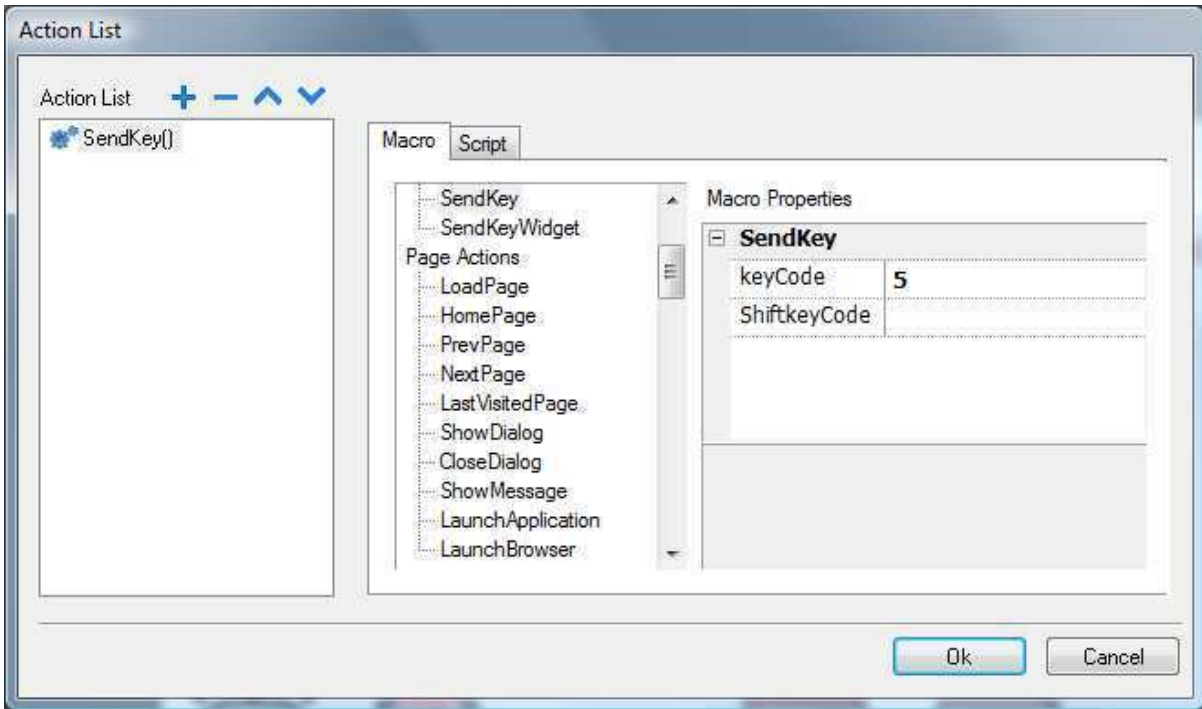 Action List
Action List
SendKey()
Macro Script
SendKey
SendKeyWidget
Page Actions
LoadPage
HomePage
PrevPage
NextPage
LastVisitedPage
ShowDialog
CloseDialog
ShowMessage
LaunchApplication
LaunchBrowser
Macro Properties
SendKey
keyCode 5
ShiftkeyCode
Ok Cancel